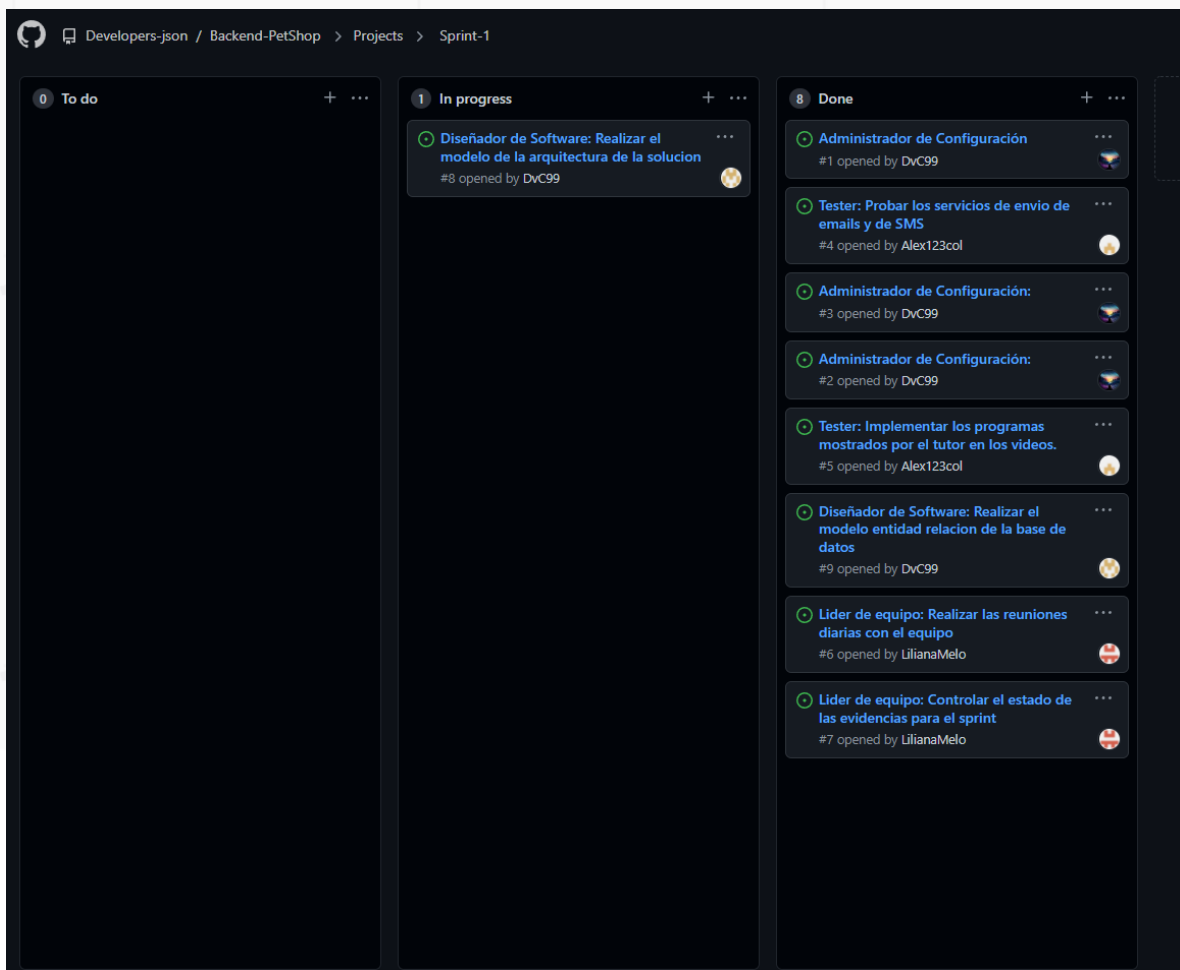 Developers-json / Backend-PetShop > Projects > Sprint-1
0 To do
1 In progress
Diseñador de Software: Realizar el
modelo de la arquitectura de la solucion
#8 opened by DvC99
8 Done
Administrador de Configuración
#1 opened by DvC99
Tester: Probar los servicios de envio de
emails y de SMS
#4 opened by Alex123col
Administrador de Configuración:
#3 opened by DvC99
Administrador de Configuración:
#2 opened by DvC99
Tester: Implementar los programas
mostrados por el tutor en los videos.
#5 opened by Alex123col
Diseñador de Software: Realizar el
modelo entidad relacion de la base de
datos
#9 opened by DvC99
Lider de equipo: Realizar las reuniones
diarias con el equipo
#6 opened by LilianaMelo
Lider de equipo: Controlar el estado de
las evidencias para el sprint
#7 opened by LilianaMelo